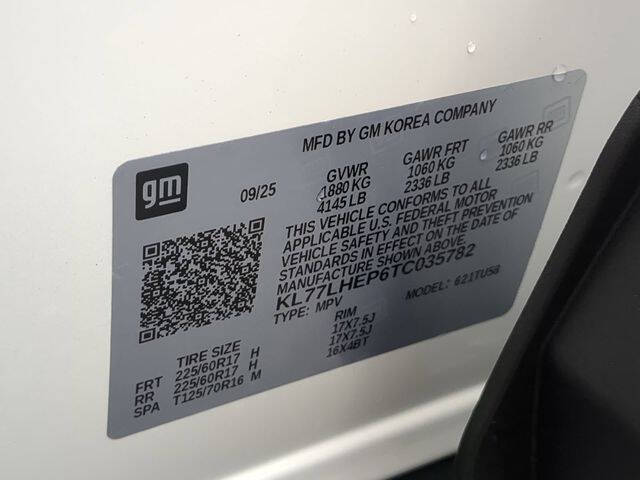 MFD BY GM KOREA COMPANY
gm
09/25
GVWR GAWR FRT GAWR RR
1880 KG 1060 KG 1060 KG
4145 LB 2336 LB 2336 LB
THIS VEHICLE CONFORMS TO ALL
APPLICABLE U.S. FEDERAL MOTOR
VEHICLE SAFETY AND THEFT PREVENTION
STANDARDS IN EFFECT ON THE DATE OF
MANUFACTURE SHOWN ABOVE.
KL77LHEP6TC035782
TYPE: MPV MODEL: 621TU58
TIRE SIZE RIM
FRT 225/60R17 H 17X7.5J
RR 225/60R17 H 17X7.5J
SPA T125/70R16 M 16X4BT